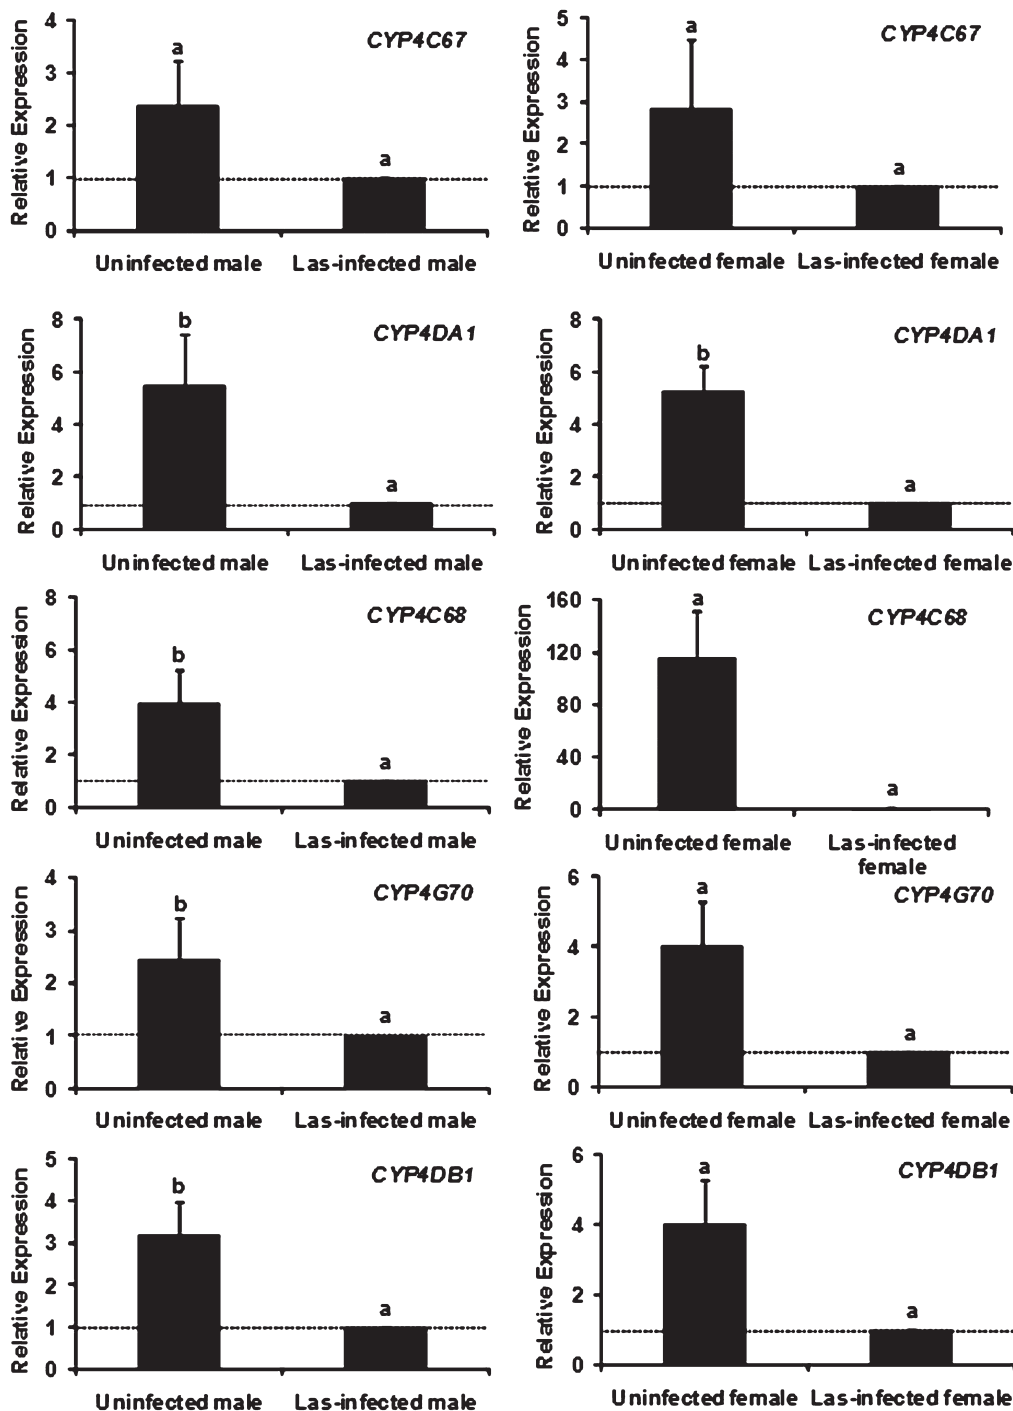 CYP4C67
Relative Expression
4
3
2
1
0
a
a
Uninfected male
Las-infected male
CYP4C67
Relative Expression
5
4
3
2
1
0
a
a
Uninfected female
Las-infected female
CYP4DA1
Relative Expression
8
6
4
2
0
b
a
Uninfected male
Las-infected male
CYP4DA1
Relative Expression
8
6
4
2
0
b
a
Uninfected female
Las-infected female
CYP4C68
Relative Expression
8
6
4
2
0
b
a
Uninfected male
Las-infected male
CYP4C68
Relative Expression
160
120
80
40
0
a
a
Uninfected female
Las-infected
female
CYP4G70
Relative Expression
4
3
2
1
0
b
a
Uninfected male
Las-infected male
CYP4G70
Relative Expression
6
4
2
0
a
a
Uninfected female
Las-infected female
CYP4DB1
Relative Expression
5
4
3
2
1
0
b
a
Uninfected male
Las-infected male
CYP4DB1
Relative Expression
6
4
2
0
a
a
Uninfected female
Las-infected female